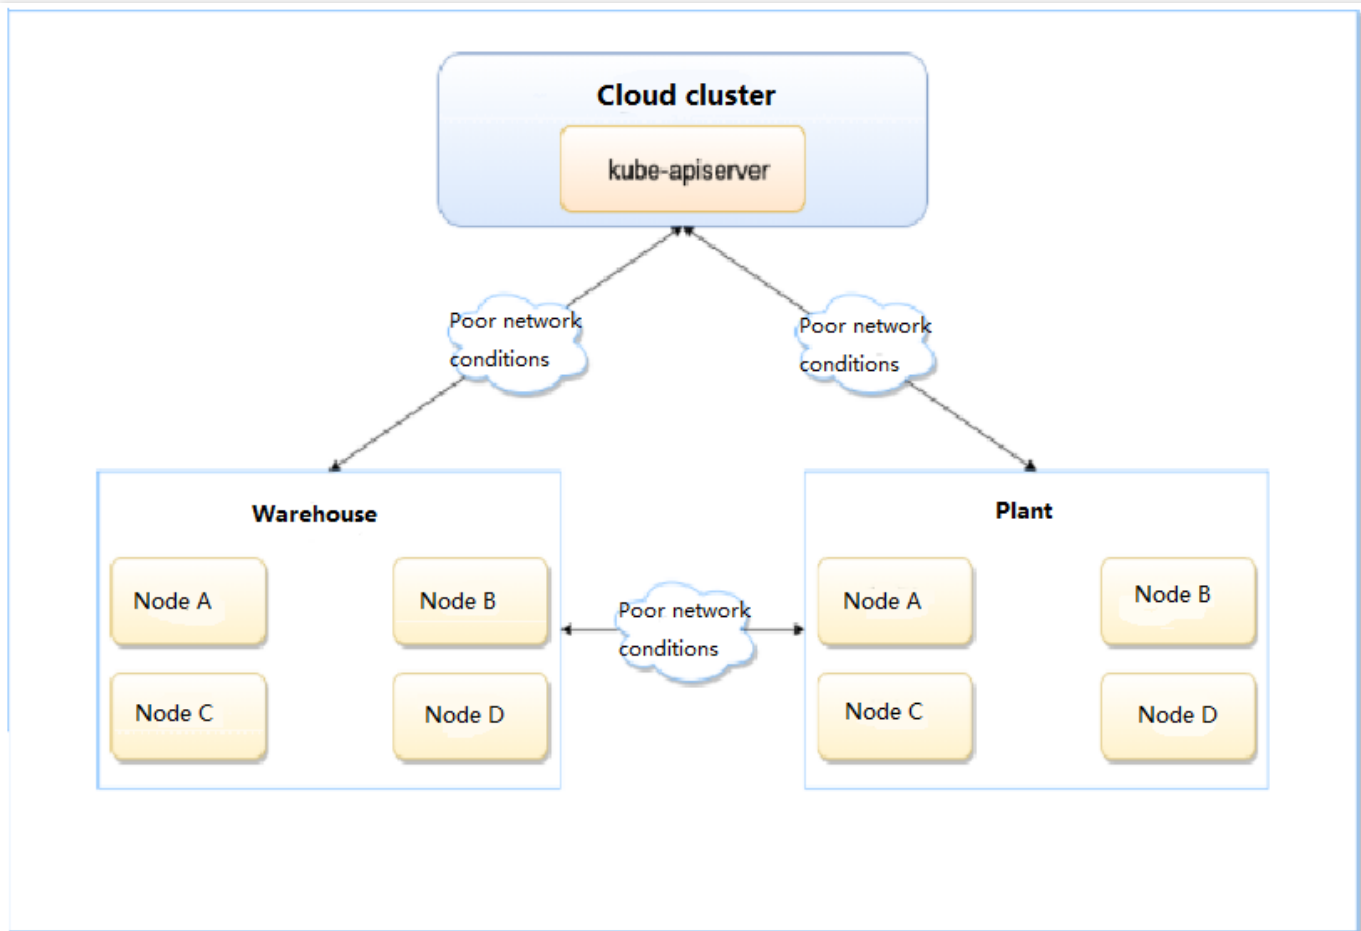 Cloud cluster
kube-apiserver
Poor network
conditions
Poor network
conditions
Warehouse
Node A
Node B
Node C
Node D
Poor network
conditions
Plant
Node A
Node B
Node C
Node D